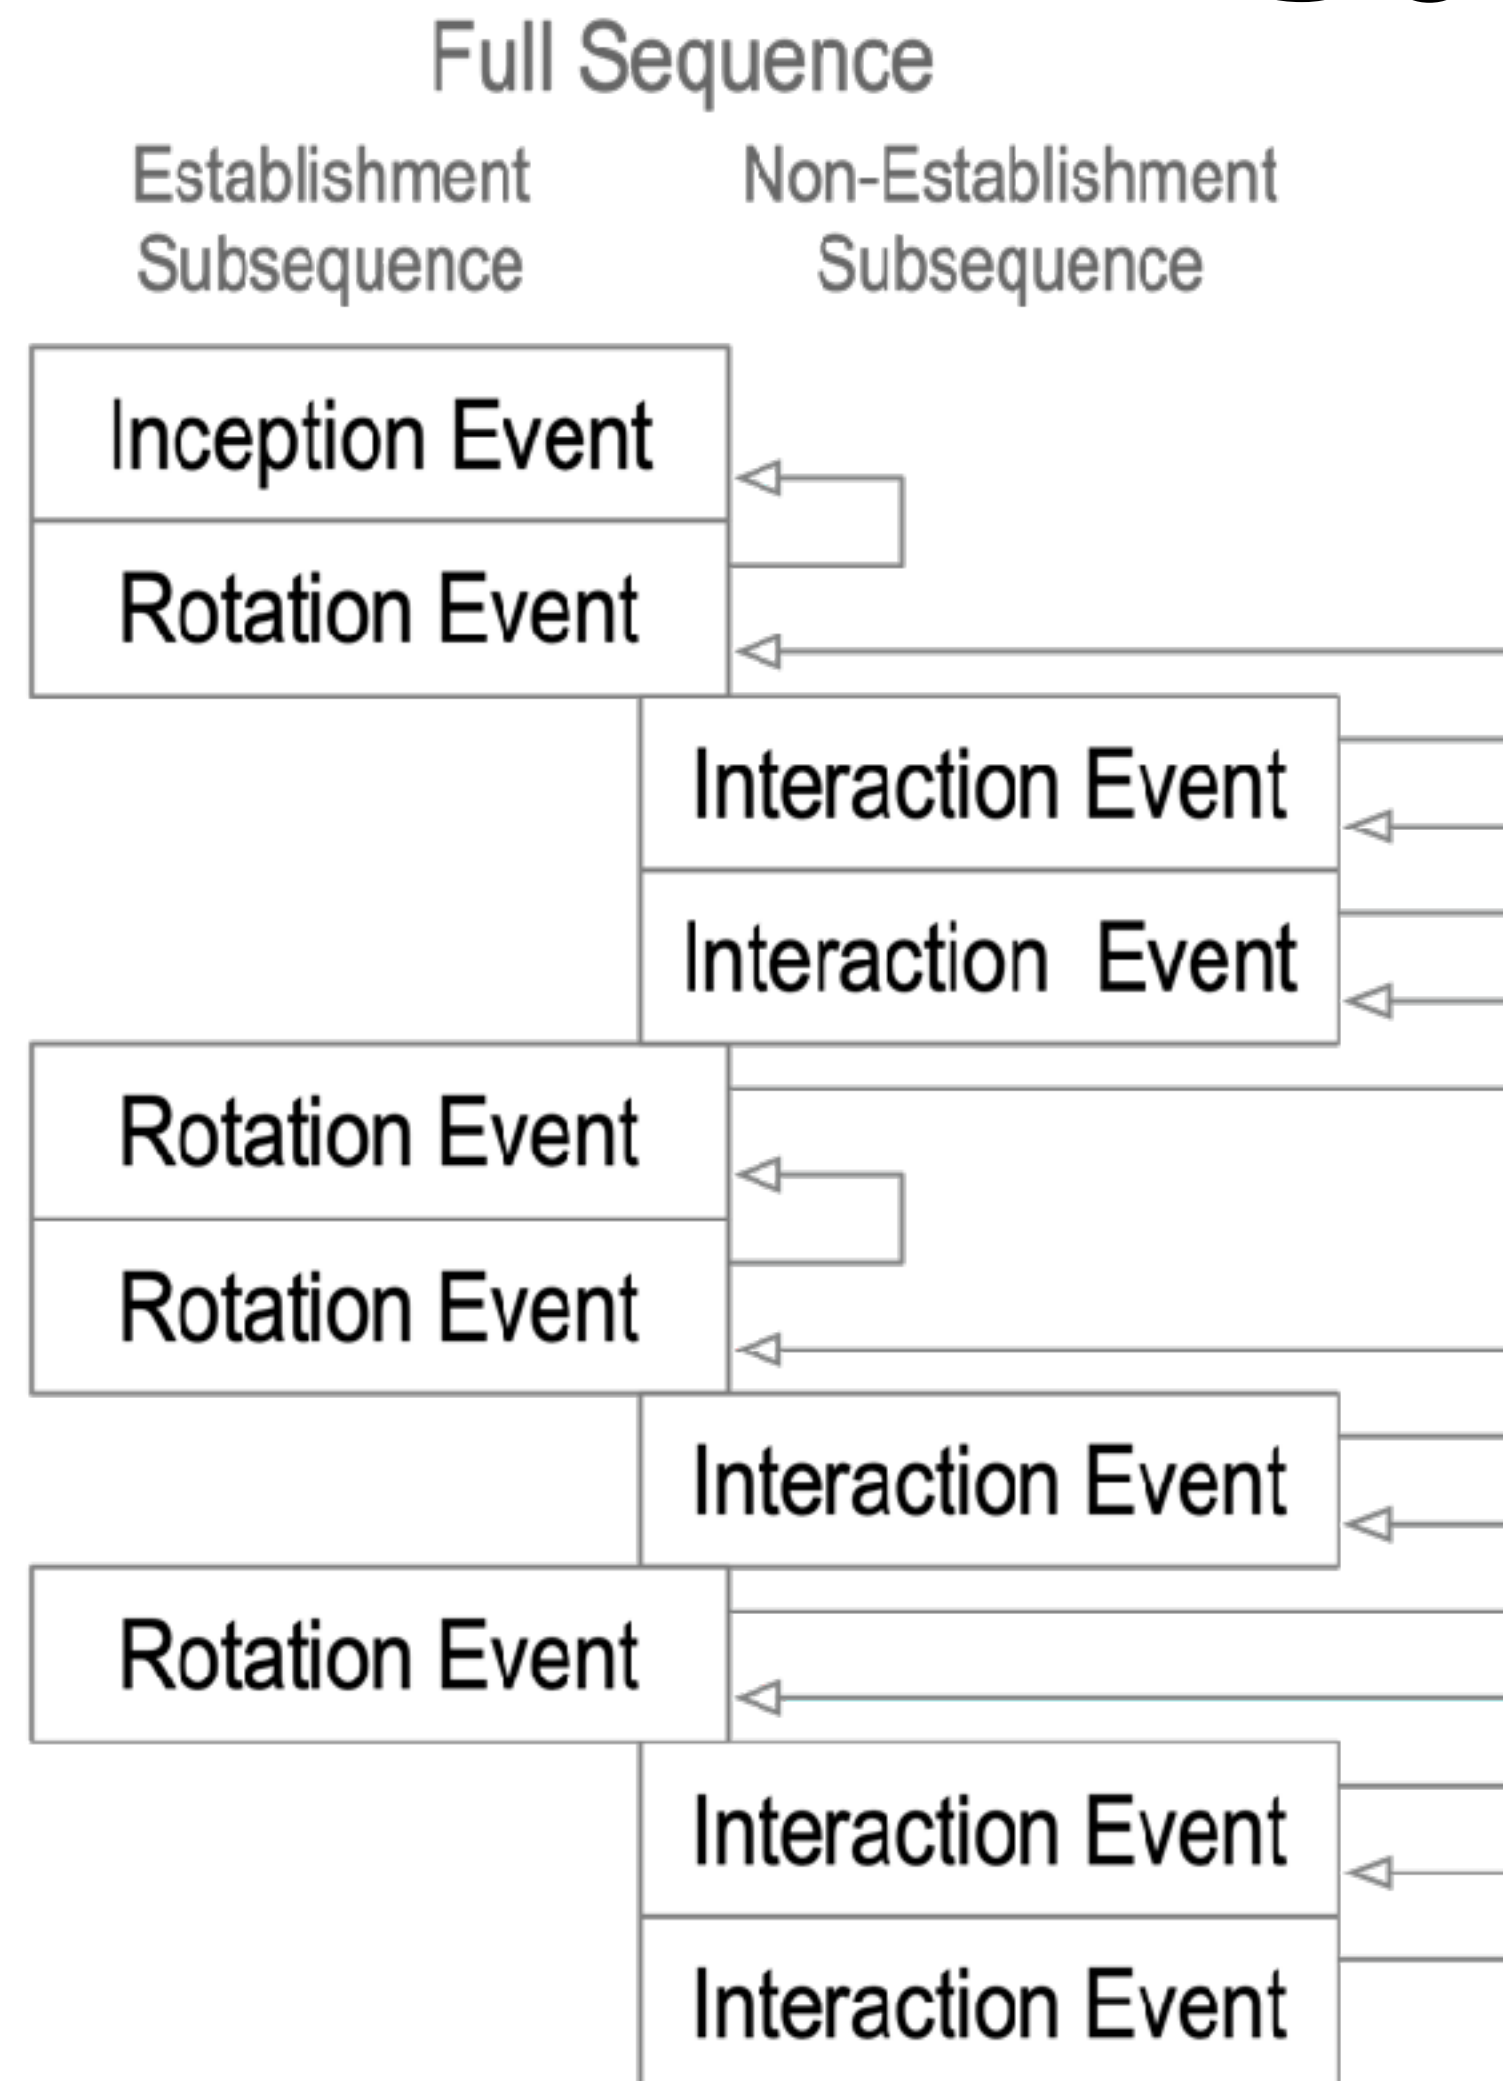 Full Sequence
Establishment
Subsequence
Non-Establishment
Subsequence
Inception Event
Rotation Event
Interaction Event
Interaction  Event
Rotation Event
Rotation Event
Interaction Event
Rotation Event
Interaction Event
Interaction Event